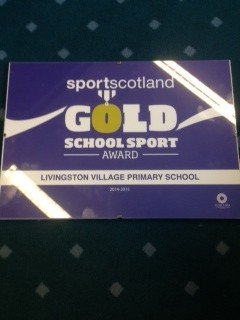 sportscotland
GOLD
SCHOOL SPORT
AWARD
LIVINGSTON VILLAGE PRIMARY SCHOOL